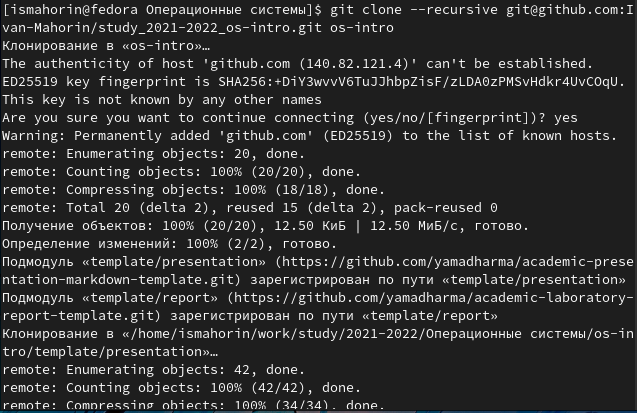 [ismahorin@fedora Операционные системы]$ git clone --recursive git@github.com:I
van-Mahorin/study_2021-2022_os-intro.git os-intro
Клонирование в «os-intro»…
The authenticity of host 'github.com (140.82.121.4)' can't be established.
ED25519 key fingerprint is SHA256:+DiY3wvvV6TuJJhbpZisF/zLDA0zPMSvHdkr4UvCOqU.
This key is not known by any other names
Are you sure you want to continue connecting (yes/no/[fingerprint])? yes
Warning: Permanently added 'github.com' (ED25519) to the list of known hosts.
remote: Enumerating objects: 20, done.
remote: Counting objects: 100% (20/20), done.
remote: Compressing objects: 100% (18/18), done.
remote: Total 20 (delta 2), reused 15 (delta 2), pack-reused 0
Получение объектов: 100% (20/20), 12.50 КиБ | 12.50 МиБ/с, готово.
Определение изменений: 100% (2/2), готово.
Подмодуль «template/presentation» (https://github.com/yamadharma/academic-prese
ntation-markdown-template.git) зарегистрирован по пути «template/presentation»
Подмодуль «template/report» (https://github.com/yamadharma/academic-laboratory-
report-template.git) зарегистрирован по пути «template/report»
Клонирование в «/home/ismahorin/work/study/2021-2022/Операционные системы/os-in
tro/template/presentation»…
remote: Enumerating objects: 42, done.
remote: Counting objects: 100% (42/42), done.
remote: Compressing objects: 100% (34/34), done.